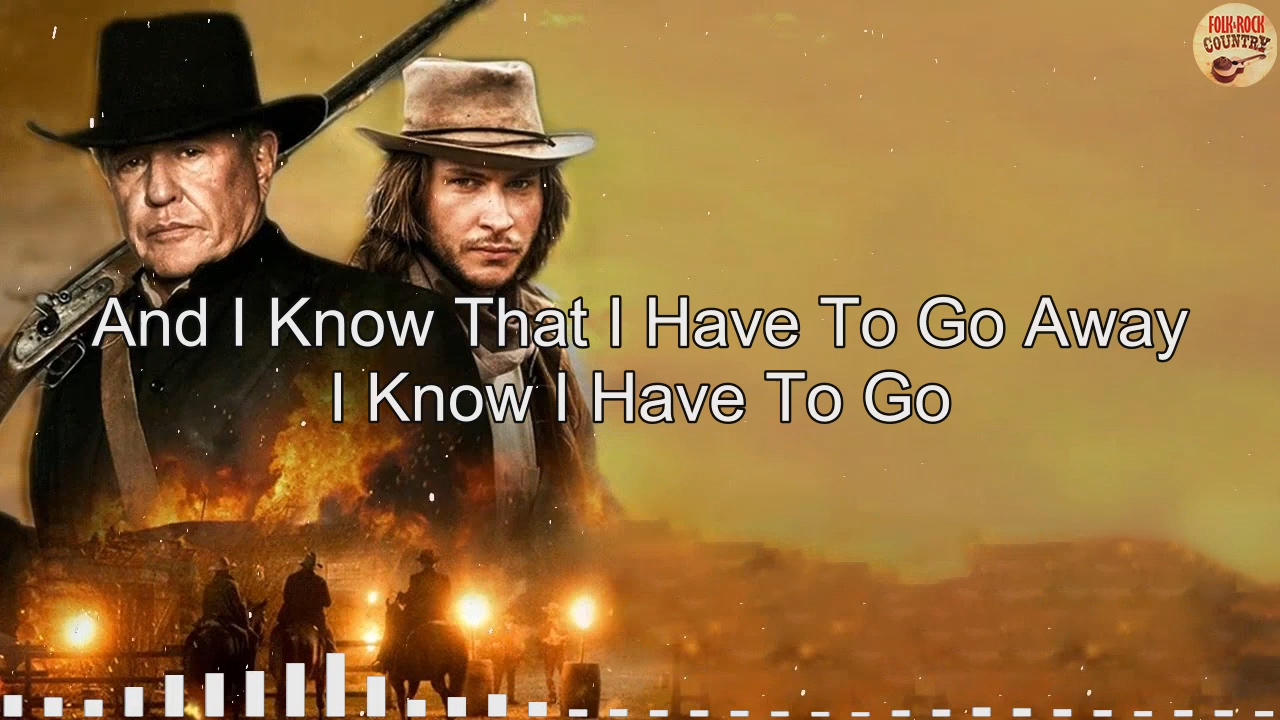 FOLK ROCK
COUNTRY
And I Know That I Have To Go Away
I Know I Have To Go